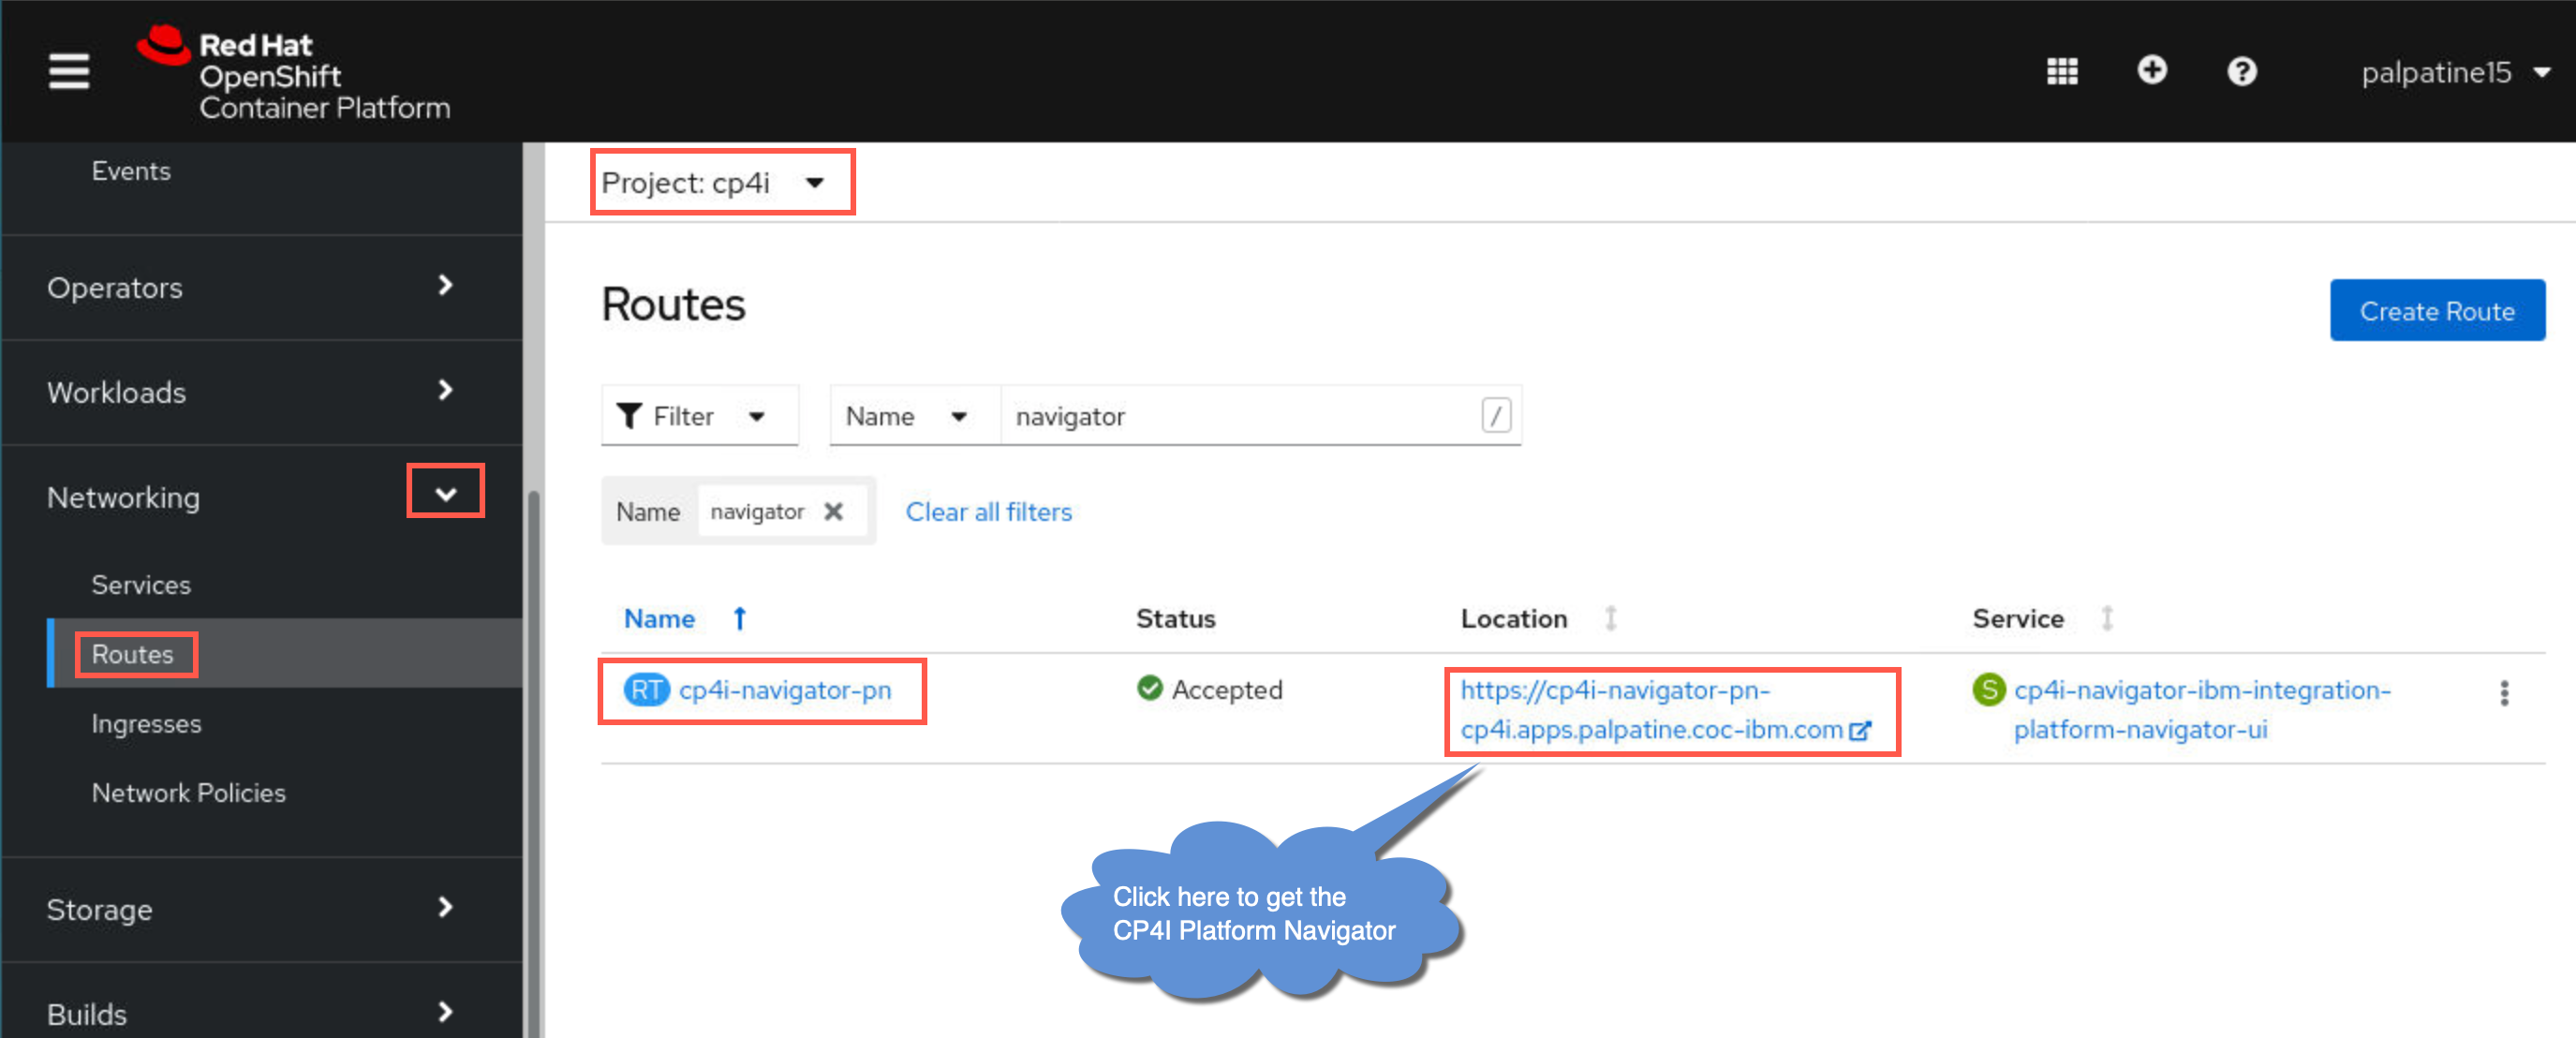 Red Hat
OpenShift
Container Platform
palpatine15
Events
Operators
Workloads
Networking
Services
Routes
Ingresses
Network Policies
Storage
Builds
Project: cp4i
Routes
Create Route
Filter
Name
navigator
/
Name navigator
Clear all filters
Name Status Location Service
RT cp4i-navigator-pn
Accepted
https://cp4i-navigator-pn-
cp4i.apps.palpatine.coc-ibm.com
S cp4i-navigator-ibm-integration-
platform-navigator-ui
Click here to get the
CP4I Platform Navigator